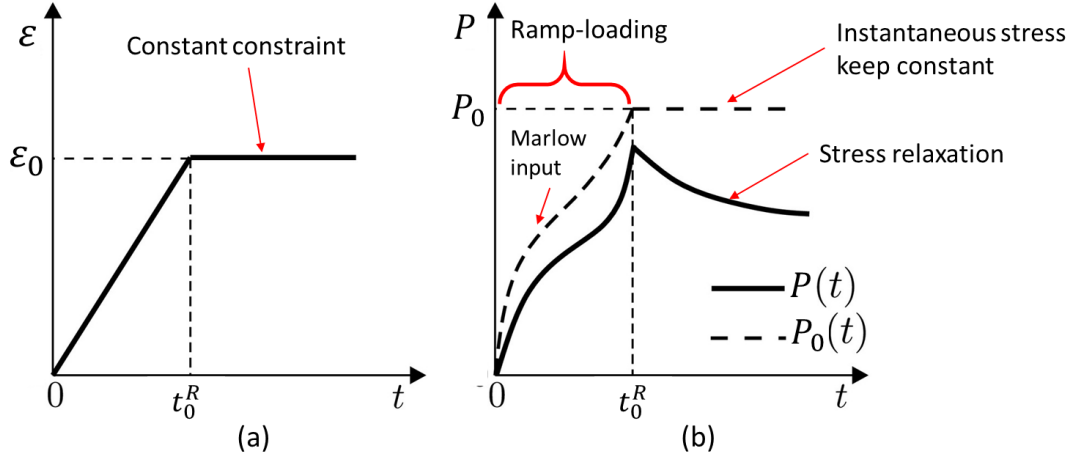 ε
Constant constraint
ε₀
0
t₀ᴿ
t
(a)
P
Ramp-loading
Instantaneous stress
keep constant
P₀
Marlow
input
Stress relaxation
P(t)
P₀(t)
0
t₀ᴿ
t
(b)